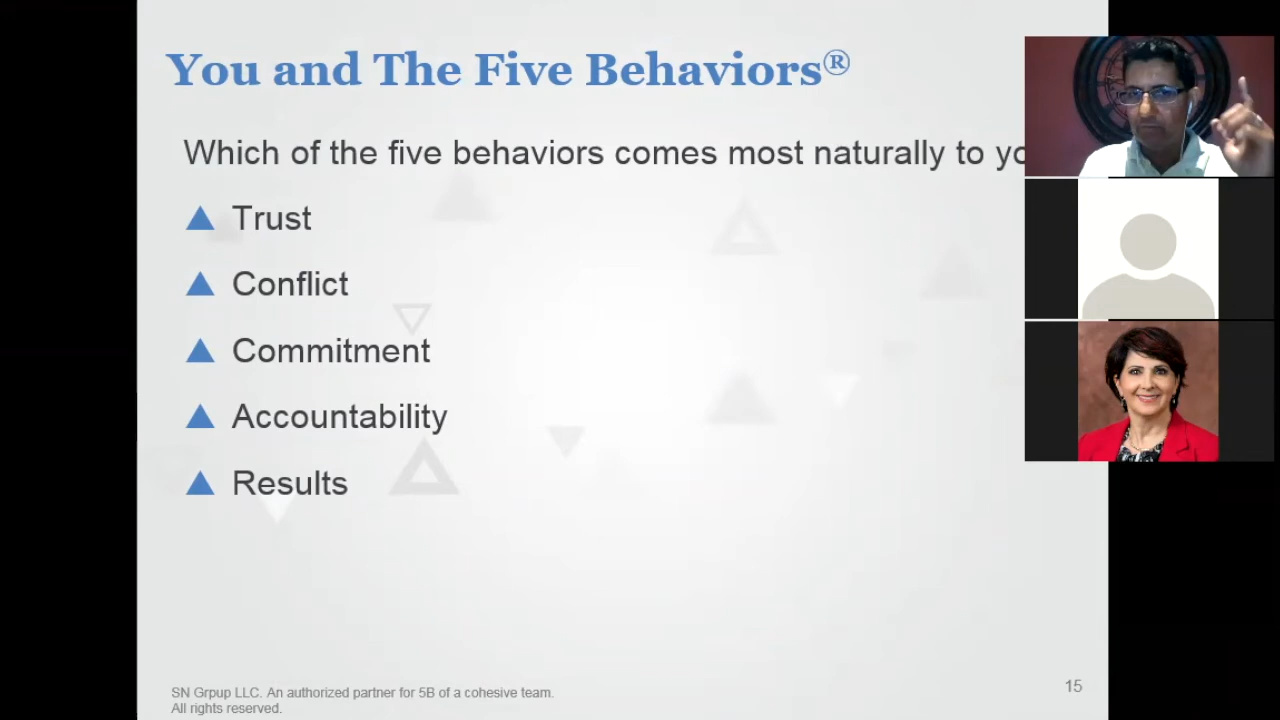 You and The Five Behaviors®
Which of the five behaviors comes most naturally to
Trust
Conflict
Commitment
Accountability
Results
SN Grpup LLC. An authorized partner for 5B of a cohesive team.
All rights reserved.
15